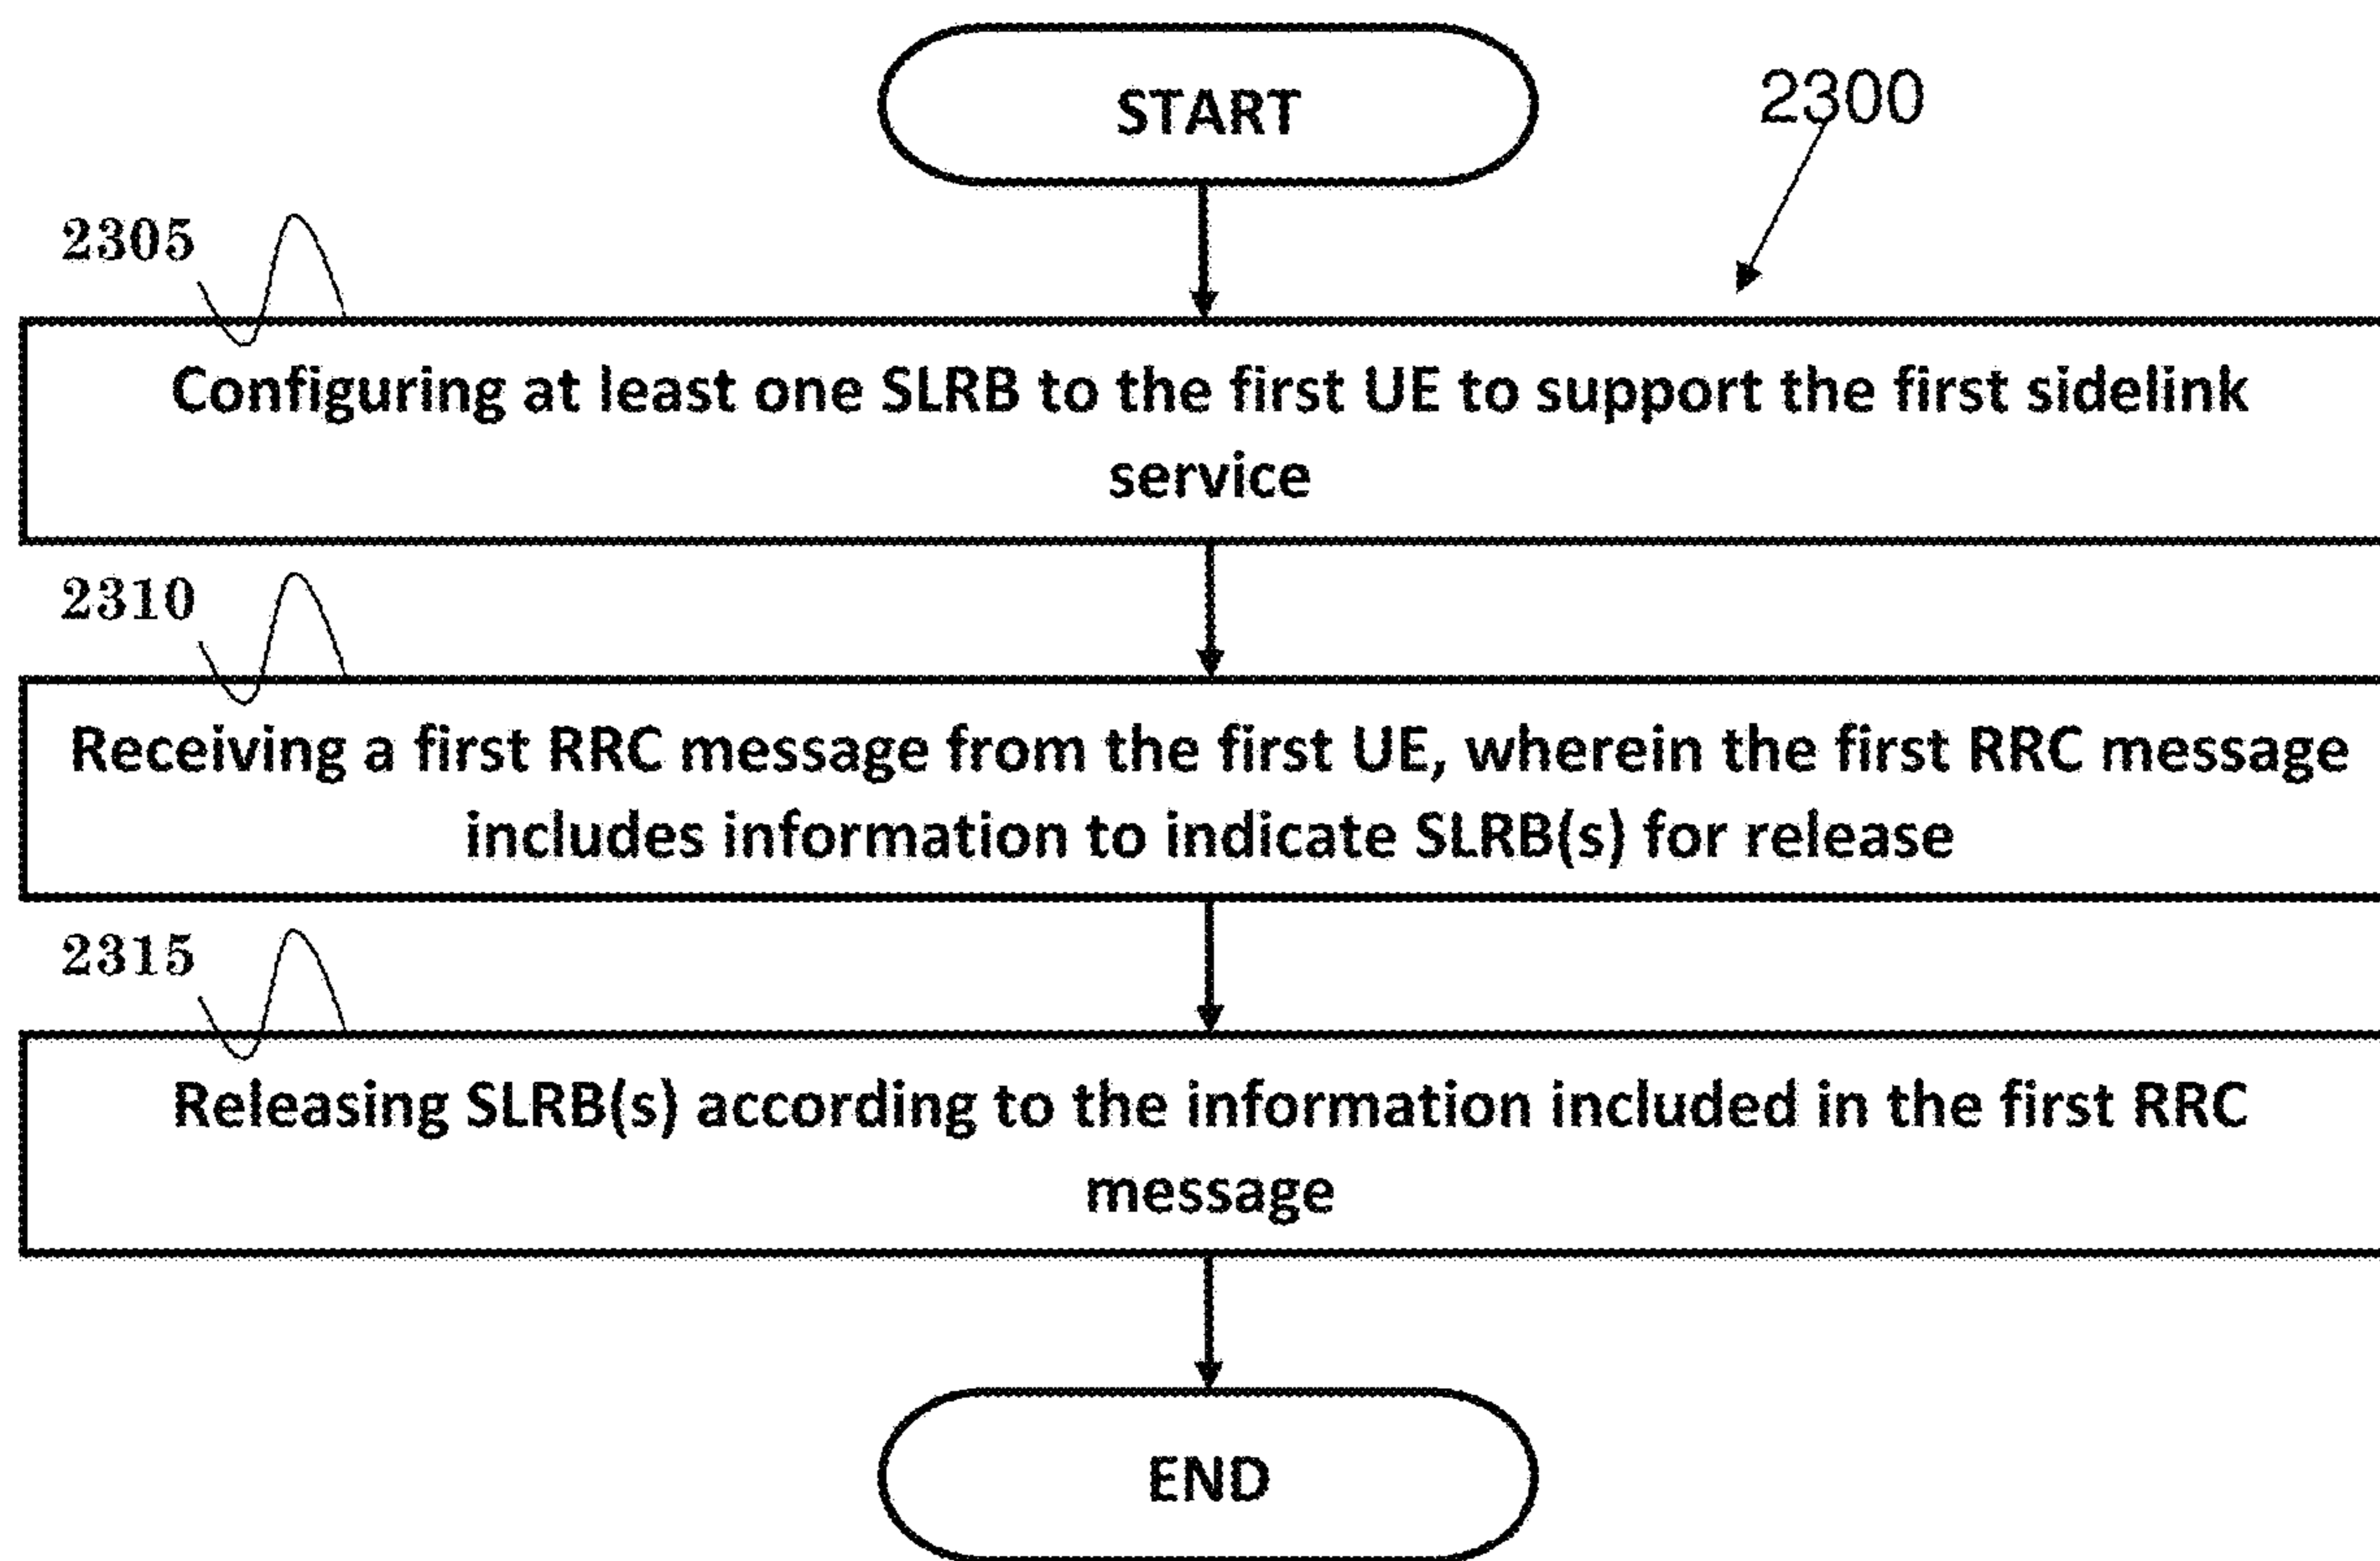 START
2300
2305
Configuring at least one SLRB to the first UE to support the first sidelink
service
2310
Receiving a first RRC message from the first UE, wherein the first RRC message
includes information to indicate SLRB(s) for release
2315
Releasing SLRB(s) according to the information included in the first RRC
message
END